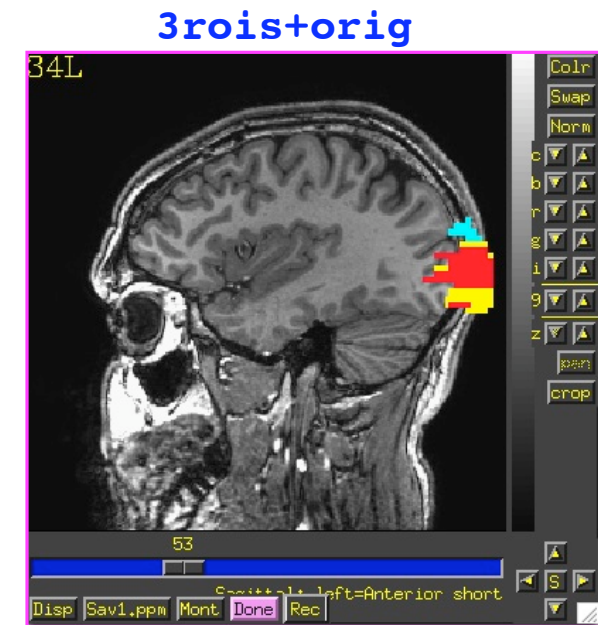 3rois+orig
34L
Colr
Swap
Norm
c
b
r
g
i
9
z
pan
crop
53
left=Anterior short
S
Disp Sav1.ppm Mont Done Rec